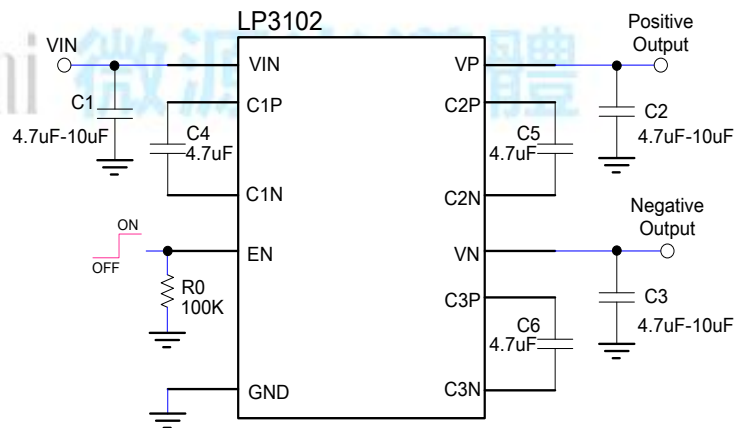 LP3102
VIN
Positive
Output
VIN
VP
C1
4.7uF-10uF
C1P
C4
4.7uF
C1N
C2P
C5
4.7uF
C2N
C2
4.7uF-10uF
Negative
Output
ON
OFF
EN
R0
100K
VN
C3P
C6
4.7uF
C3N
C3
4.7uF-10uF
GND